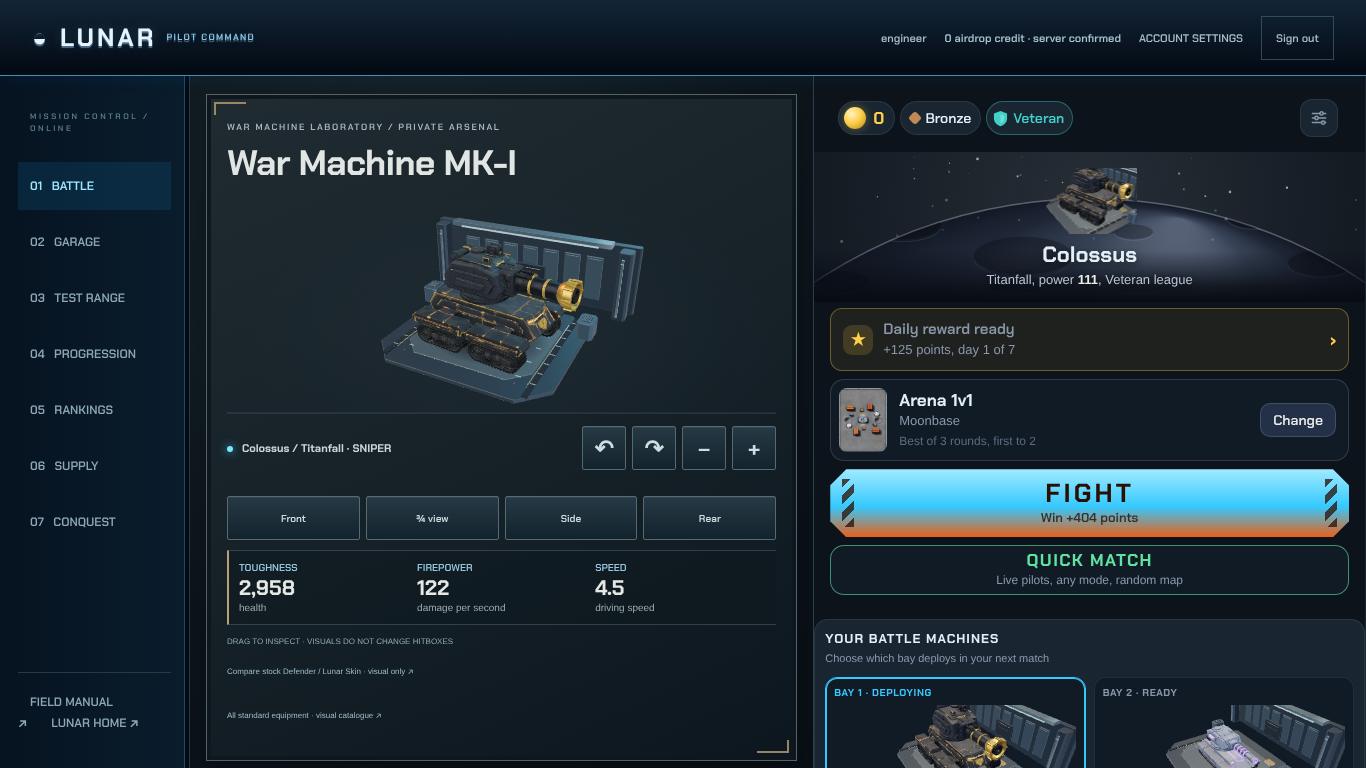 LUNAR PILOT COMMAND
engineer 0 airdrop credit · server confirmed ACCOUNT SETTINGS Sign out
MISSION CONTROL /
ONLINE
01 BATTLE
02 GARAGE
03 TEST RANGE
04 PROGRESSION
05 RANKINGS
06 SUPPLY
07 CONQUEST
FIELD MANUAL
↗ LUNAR HOME ↗
WAR MACHINE LABORATORY / PRIVATE ARSENAL
War Machine MK-I
Colossus / Titanfall · SNIPER
↶ ↷ – +
Front ¾ view Side Rear
TOUGHNESS FIREPOWER SPEED
2,958 122 4.5
health damage per second driving speed
DRAG TO INSPECT · VISUALS DO NOT CHANGE HITBOXES
Compare stock Defender / Lunar Skin · visual only ↗
All standard equipment · visual catalogue ↗
0 Bronze Veteran
Colossus
Titanfall, power 111, Veteran league
Daily reward ready
+125 points, day 1 of 7
›
Arena 1v1
Moonbase
Best of 3 rounds, first to 2
Change
FIGHT
Win +404 points
QUICK MATCH
Live pilots, any mode, random map
YOUR BATTLE MACHINES
Choose which bay deploys in your next match
BAY 1 · DEPLOYING BAY 2 · READY